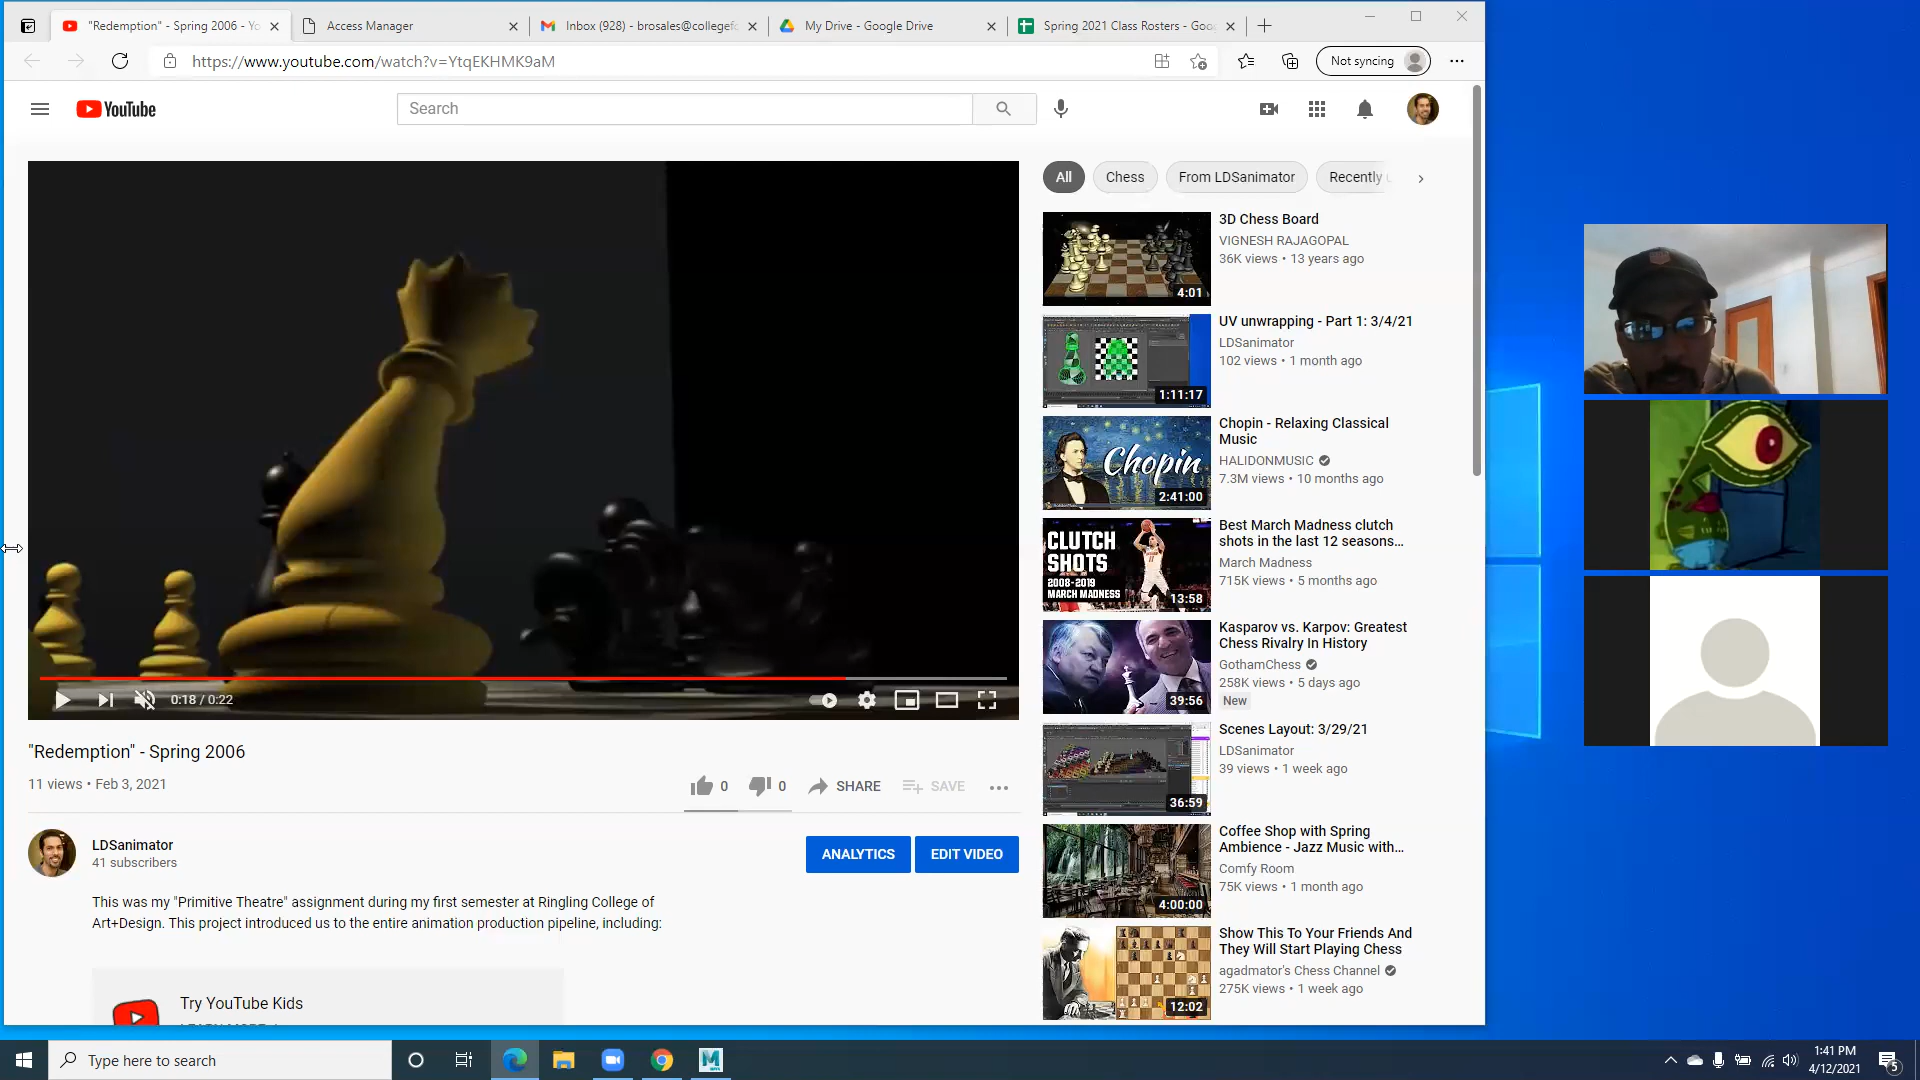 "Redemption" - Spring 2006 - Yo
Access Manager
Inbox (928) - brosales@collegef
My Drive - Google Drive
Spring 2021 Class Rosters - Goo
https://www.youtube.com/watch?v=YtqEKHMK9aM
Not syncing
YouTube
Search
All
Chess
From LDSanimator
Recently
3D Chess Board
VIGNESH RAJAGOPAL
36K views • 13 years ago
4:01
UV unwrapping - Part 1: 3/4/21
LDSanimator
102 views • 1 month ago
1:11:17
Chopin - Relaxing Classical
Music
HALIDONMUSIC
7.3M views • 10 months ago
Chopin
2:41:00
Best March Madness clutch
shots in the last 12 seasons...
March Madness
715K views • 5 months ago
CLUTCH
SHOTS
2008-2019
MARCH MADNESS
13:58
Kasparov vs. Karpov: Greatest
Chess Rivalry In History
GothamChess
258K views • 5 days ago
New
39:56
Scenes Layout: 3/29/21
LDSanimator
39 views • 1 week ago
36:59
Coffee Shop with Spring
Ambience - Jazz Music with...
Comfy Room
75K views • 1 month ago
4:00:00
Show This To Your Friends And
They Will Start Playing Chess
agadmator's Chess Channel
275K views • 1 week ago
12:02
0:18 / 0:22
"Redemption" - Spring 2006
11 views • Feb 3, 2021
0
0
SHARE
SAVE
LDSanimator
41 subscribers
ANALYTICS
EDIT VIDEO
This was my "Primitive Theatre" assignment during my first semester at Ringling College of
Art+Design. This project introduced us to the entire animation production pipeline, including:
Try YouTube Kids
Type here to search
1:41 PM
4/12/2021
5